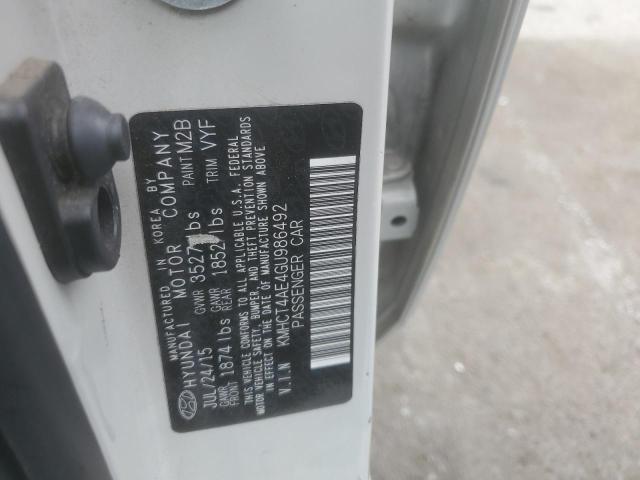 MANUFACTURED IN KOREA BY
HYUNDAI MOTOR COMPANY
JUL/24/15 GVWR 3527 lbs PAINT M2B
GAWR FRONT 1874 lbs GAWR REAR 1852 lbs TRIM VYF
THIS VEHICLE CONFORMS TO ALL APPLICABLE U.S.A. FEDERAL
MOTOR VEHICLE SAFETY, BUMPER, AND THEFT PREVENTION STANDARDS
IN EFFECT ON THE DATE OF MANUFACTURE SHOWN ABOVE
V.I.N KMHCT4AE4GU986492
PASSENGER CAR